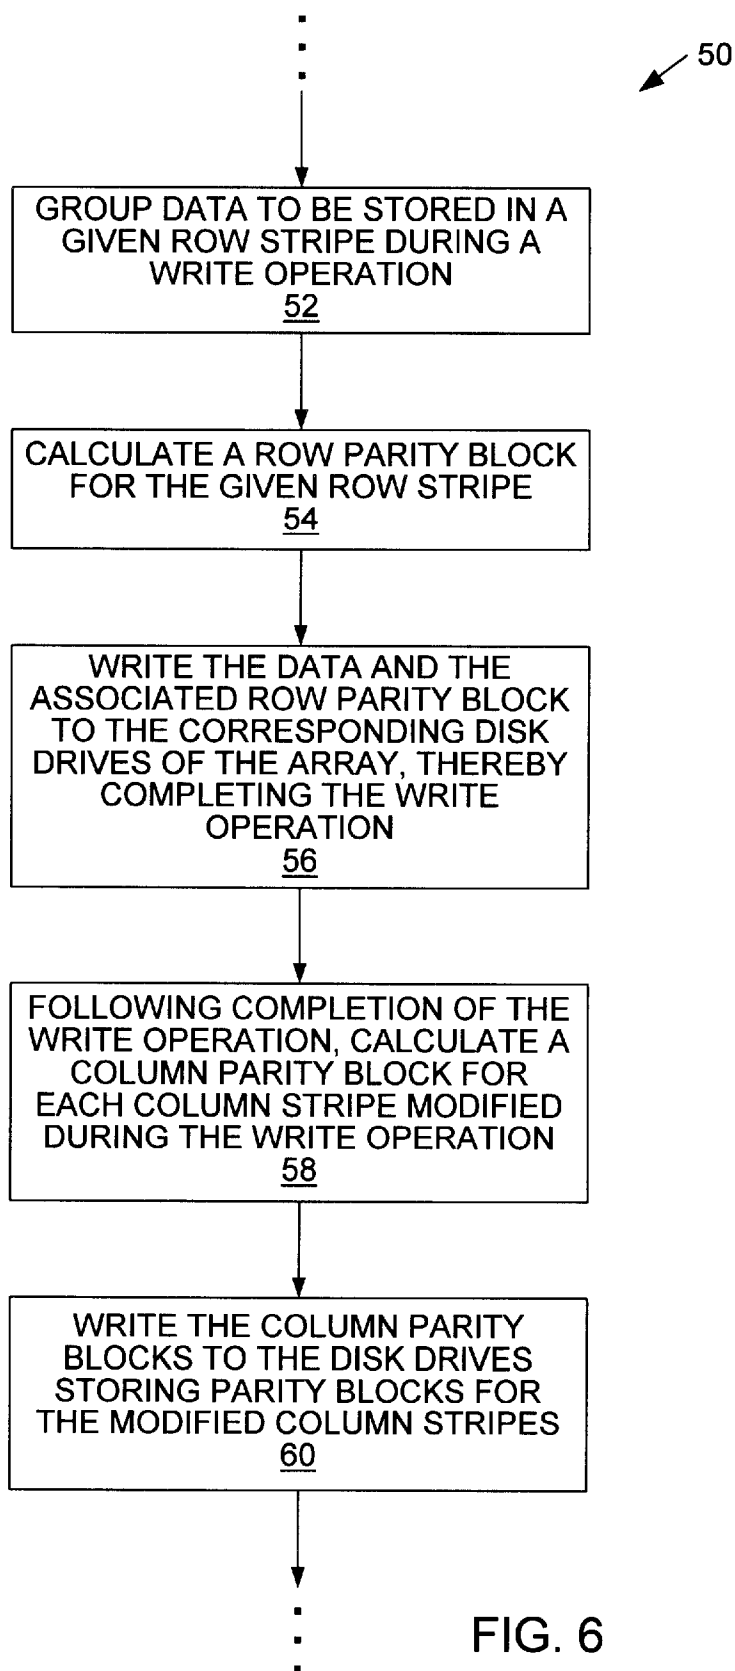 50
GROUP DATA TO BE STORED IN A
GIVEN ROW STRIPE DURING A
WRITE OPERATION
52
CALCULATE A ROW PARITY BLOCK
FOR THE GIVEN ROW STRIPE
54
WRITE THE DATA AND THE
ASSOCIATED ROW PARITY BLOCK
TO THE CORRESPONDING DISK
DRIVES OF THE ARRAY, THEREBY
COMPLETING THE WRITE
OPERATION
56
FOLLOWING COMPLETION OF THE
WRITE OPERATION, CALCULATE A
COLUMN PARITY BLOCK FOR
EACH COLUMN STRIPE MODIFIED
DURING THE WRITE OPERATION
58
WRITE THE COLUMN PARITY
BLOCKS TO THE DISK DRIVES
STORING PARITY BLOCKS FOR
THE MODIFIED COLUMN STRIPES
60
FIG. 6